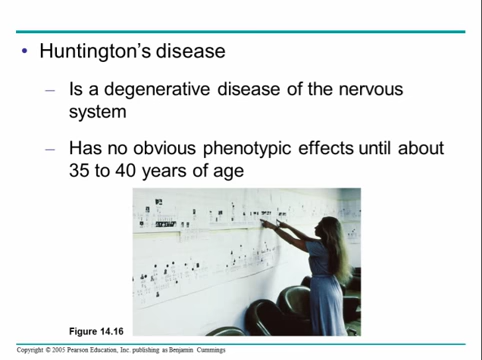 • Huntington’s disease
– Is a degenerative disease of the nervous
system
– Has no obvious phenotypic effects until about
35 to 40 years of age
Figure 14.16
Copyright © 2005 Pearson Education, Inc. publishing as Benjamin Cummings